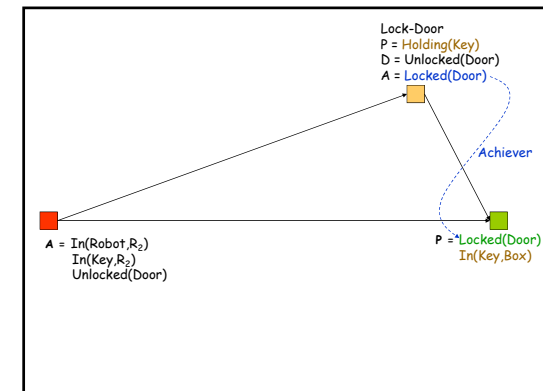 Lock-Door
P = Holding(Key)
D = Unlocked(Door)
A = Locked(Door)
Achiever
A = In(Robot,R₂)
In(Key,R₂)
Unlocked(Door)
P = Locked(Door)
In(Key,Box)